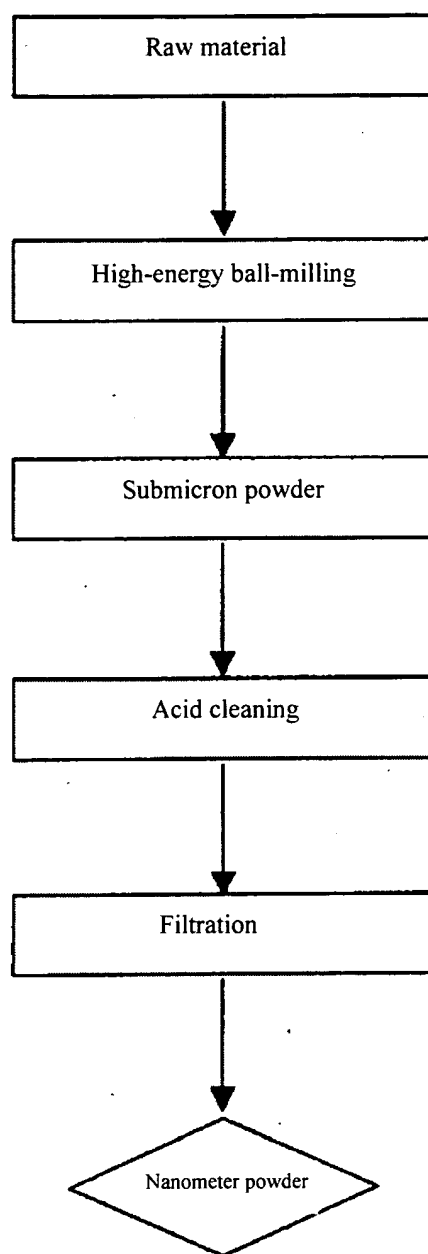 Raw material
High-energy ball-milling
Submicron powder
Acid cleaning
Filtration
Nanometer powder